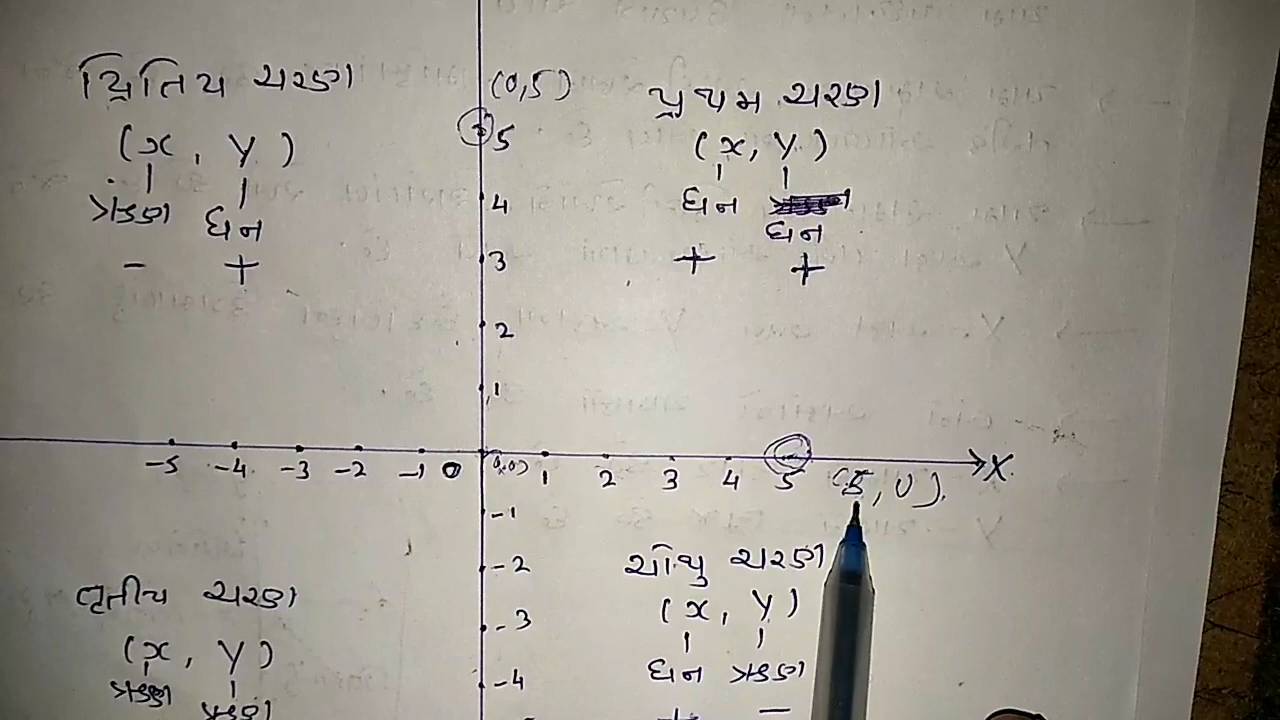 દ્વિતિય ચરણ
(x, y)
ઋણ ધન
- +
(0,5)
પ્રથમ ચરણ
(x, y)
ધન
ધન
+ +
5
4
3
2
1
-5 -4 -3 -2 -1 0 (0,0) 1 2 3 4 5 (5,0) X
-1
-2
-3
-4
તૃતીય ચરણ
(x, y)
ઋણ ઋણ
ચોથુ ચરણ
(x, y)
ધન ઋણ
+ -